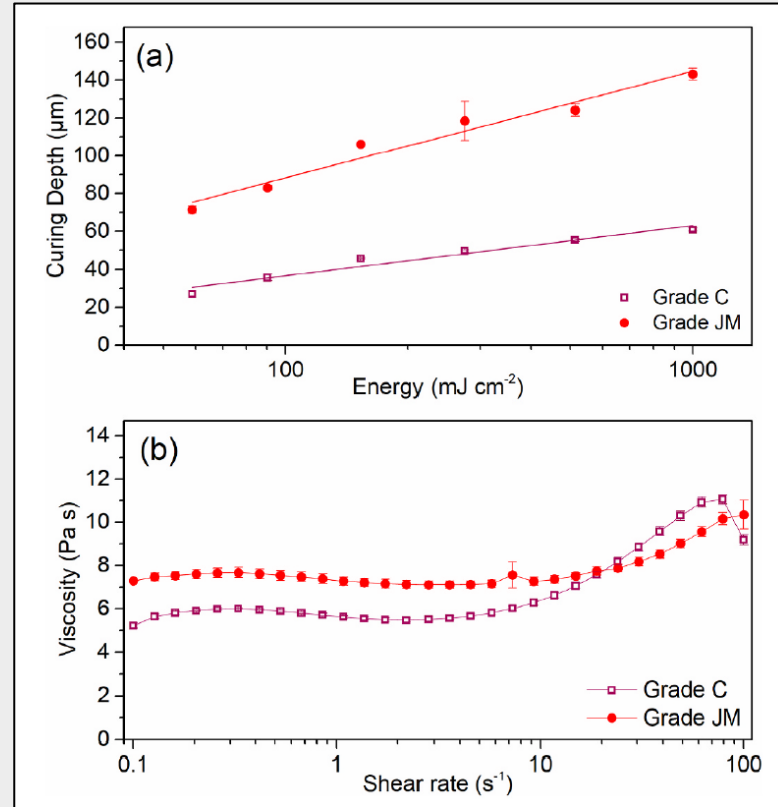 (a)
160
140
120
100
80
60
40
20
0
Curing Depth (µm)
Grade C
Grade JM
100 1000
Energy (mJ cm⁻²)
(b)
14
12
10
8
6
4
2
0
Viscosity (Pa s)
Grade C
Grade JM
0.1 1 10 100
Shear rate (s⁻¹)